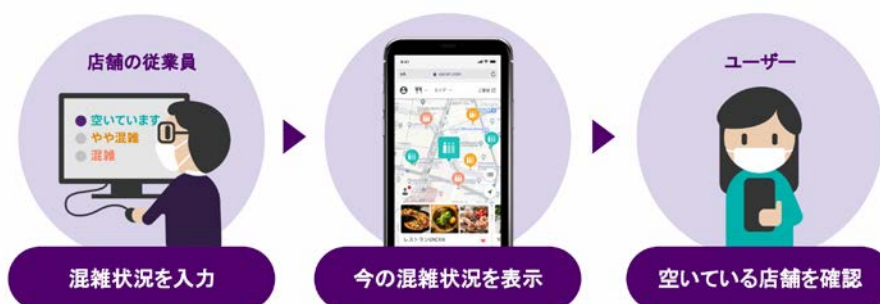 店舗の従業員
空いています
やや混雑
混雑
混雑状況を入力
今の混雑状況を表示
ユーザー
空いている店舗を確認